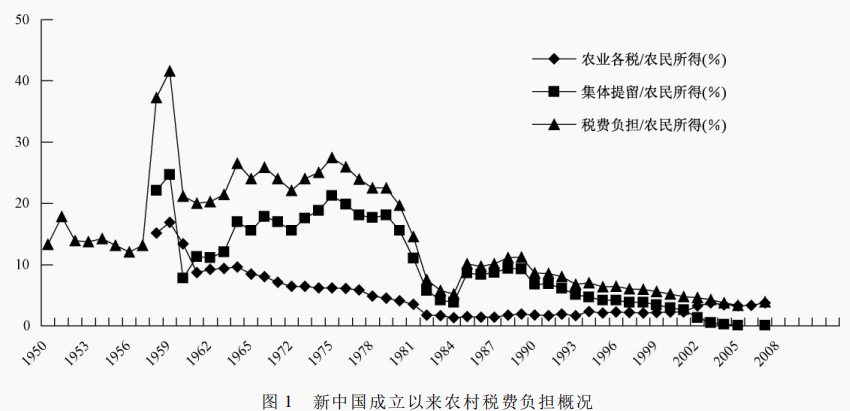 50
40
30
20
10
0
农业各税/农民所得(%)
集体提留/农民所得(%)
税费负担/农民所得(%)
1950 1953 1956 1959 1962 1965 1968 1972 1975 1978 1981 1984 1987 1990 1993 1996 1999 2002 2005 2008
图 1 新中国成立以来农村税费负担概况